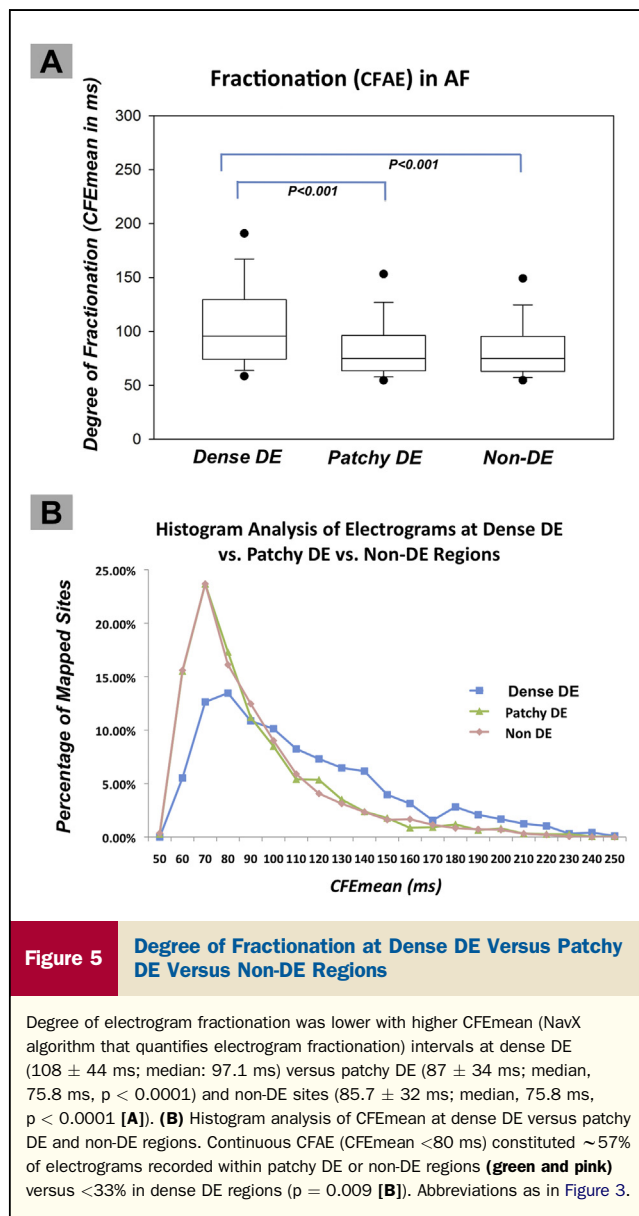 A
Fractionation (CFAE) in AF
Degree of Fractionation (CFEmean in ms)
300
250
200
150
100
50
0
P<0.001
P<0.001
Dense DE Patchy DE Non-DE
B
Histogram Analysis of Electrograms at Dense DE
vs. Patchy DE vs. Non-DE Regions
Percentage of Mapped Sites
25.00%
20.00%
15.00%
10.00%
5.00%
0.00%
Dense DE
Patchy DE
Non DE
50 60 70 80 90 100 110 120 130 140 150 160 170 180 190 200 210 220 230 240 250
CFEmean (ms)
Figure 5
Degree of Fractionation at Dense DE Versus Patchy
DE Versus Non-DE Regions
Degree of electrogram fractionation was lower with higher CFEmean (NavX
algorithm that quantifies electrogram fractionation) intervals at dense DE
(108 ± 44 ms; median: 97.1 ms) versus patchy DE (87 ± 34 ms; median,
75.8 ms, p < 0.0001) and non-DE sites (85.7 ± 32 ms; median, 75.8 ms,
p < 0.0001 [A]). (B) Histogram analysis of CFEmean at dense DE versus patchy
DE and non-DE regions. Continuous CFAE (CFEmean <80 ms) constituted ~57%
of electrograms recorded within patchy DE or non-DE regions (green and pink)
versus <33% in dense DE regions (p = 0.009 [B]). Abbreviations as in Figure 3.